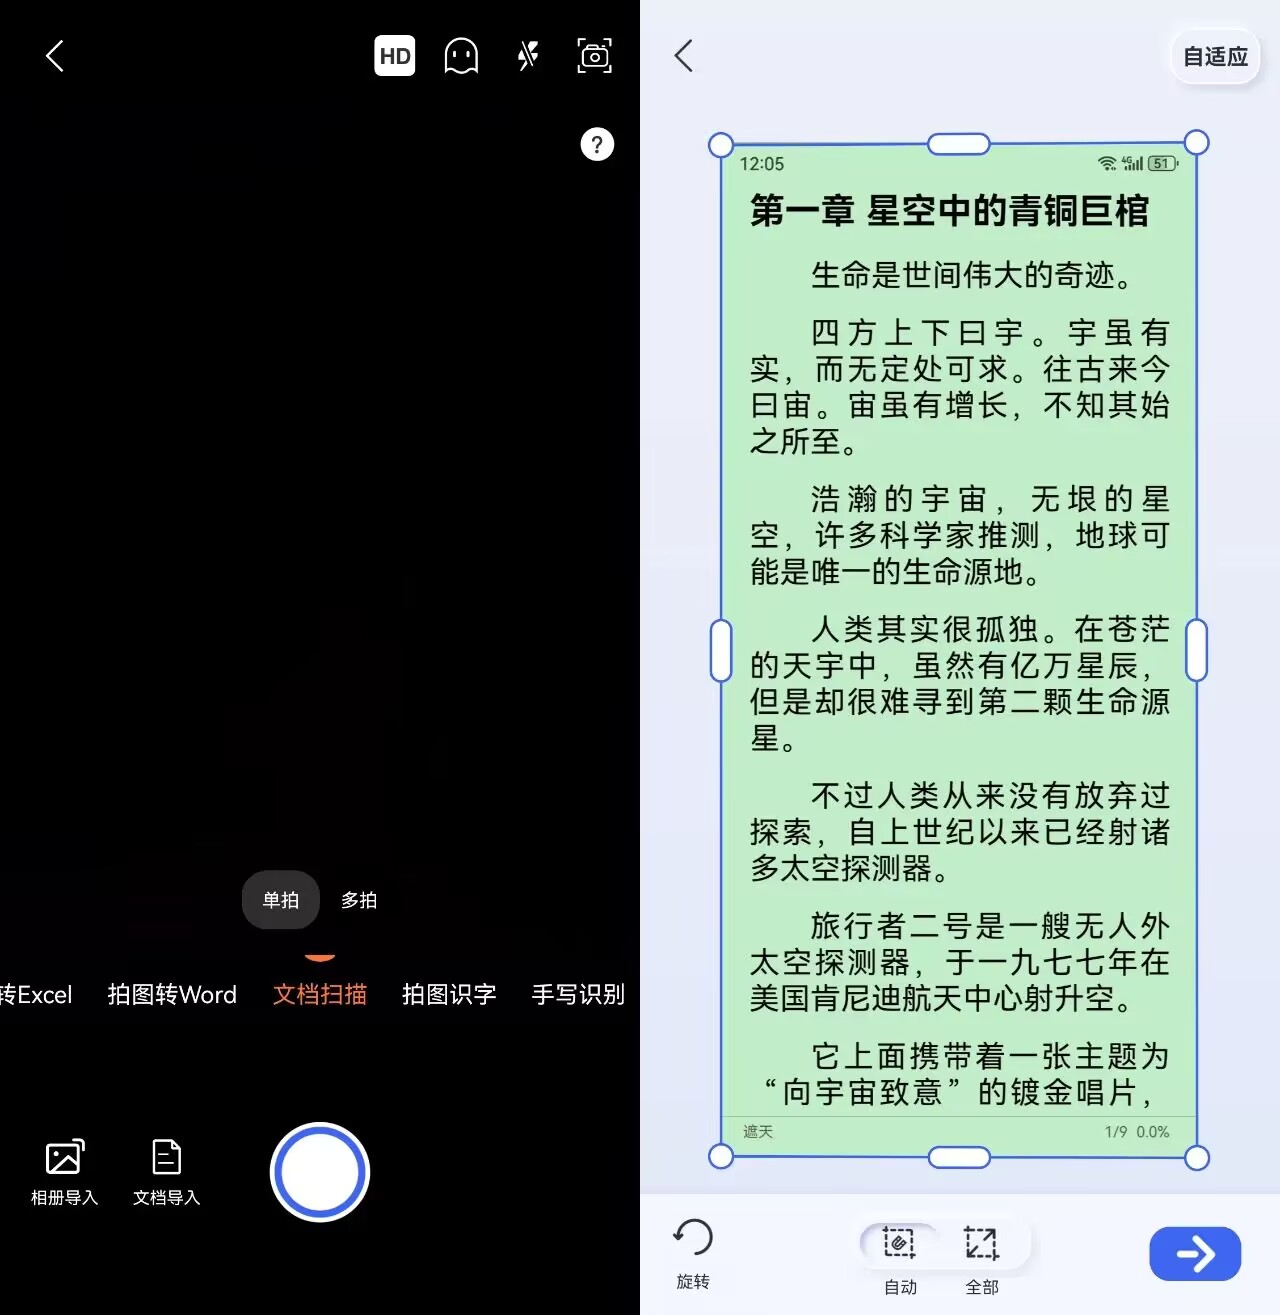 HD
?
单拍
多拍
转Excel
拍图转Word
文档扫描
拍图识字
手写识别
相册导入
文档导入
自适应
12:05
4G
51
第一章 星空中的青铜巨棺
生命是世间伟大的奇迹。
四方上下曰宇。宇虽有
实，而无定处可求。往古来今
曰宙。宙虽有增长，不知其始
之所至。
浩瀚的宇宙，无垠的星
空，许多科学家推测，地球可
能是唯一的生命源地。
人类其实很孤独。在苍茫
的天宇中，虽然有亿万星辰，
但是却很难寻到第二颗生命源
星。
不过人类从来没有放弃过
探索，自上世纪以来已经射诸
多太空探测器。
旅行者二号是一艘无人外
太空探测器，于一九七七年在
美国肯尼迪航天中心射升空。
它上面携带着一张主题为
“向宇宙致意”的镀金唱片，
遮天
1/9 0.0%
旋转
自动
全部